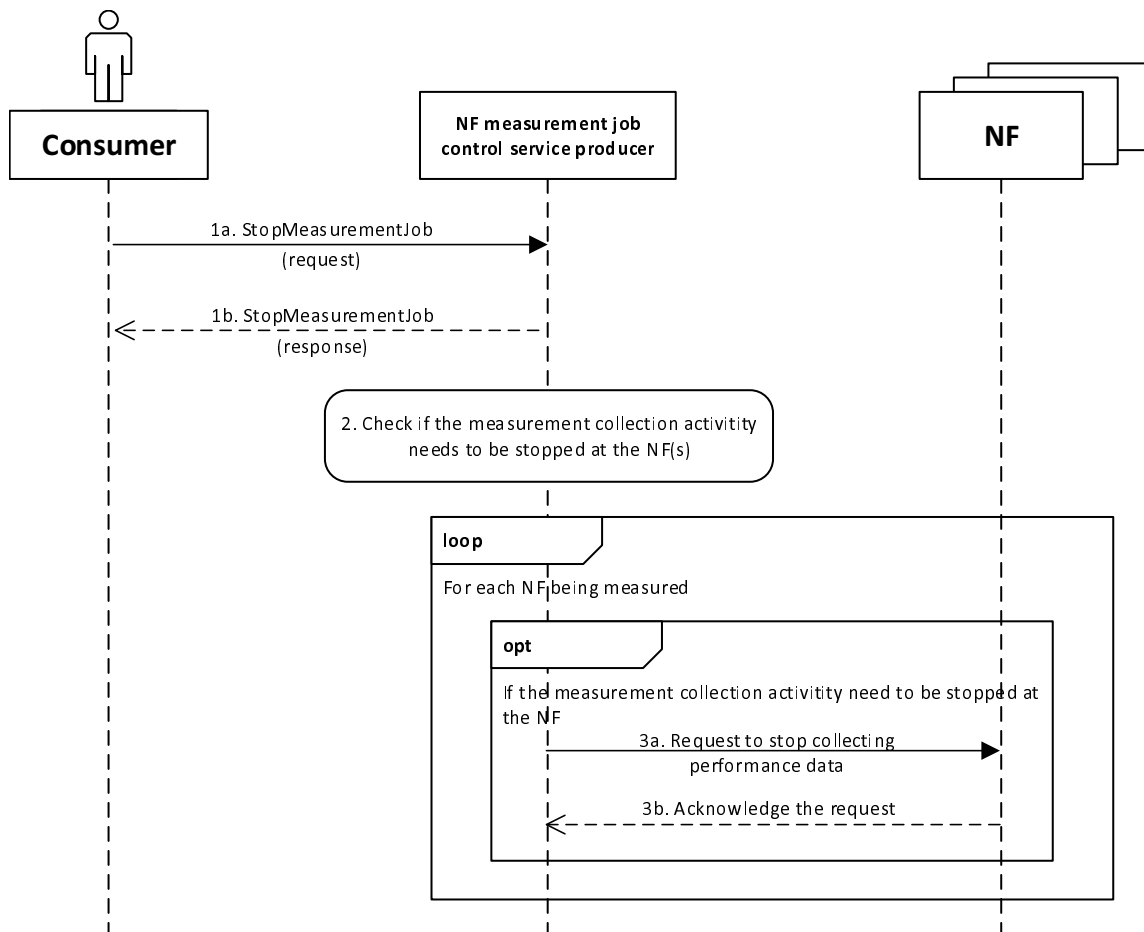 Consumer
NF measurement job
control service producer
NF
1a. StopMeasurementJob
(request)
1b. StopMeasurementJob
(response)
2. Check if the measurement collection activitity
needs to be stopped at the NF(s)
loop
For each NF being measured
opt
If the measurement collection activitity need to be stopped at
the NF
3a. Request to stop collecting
performance data
3b. Acknowledge the request